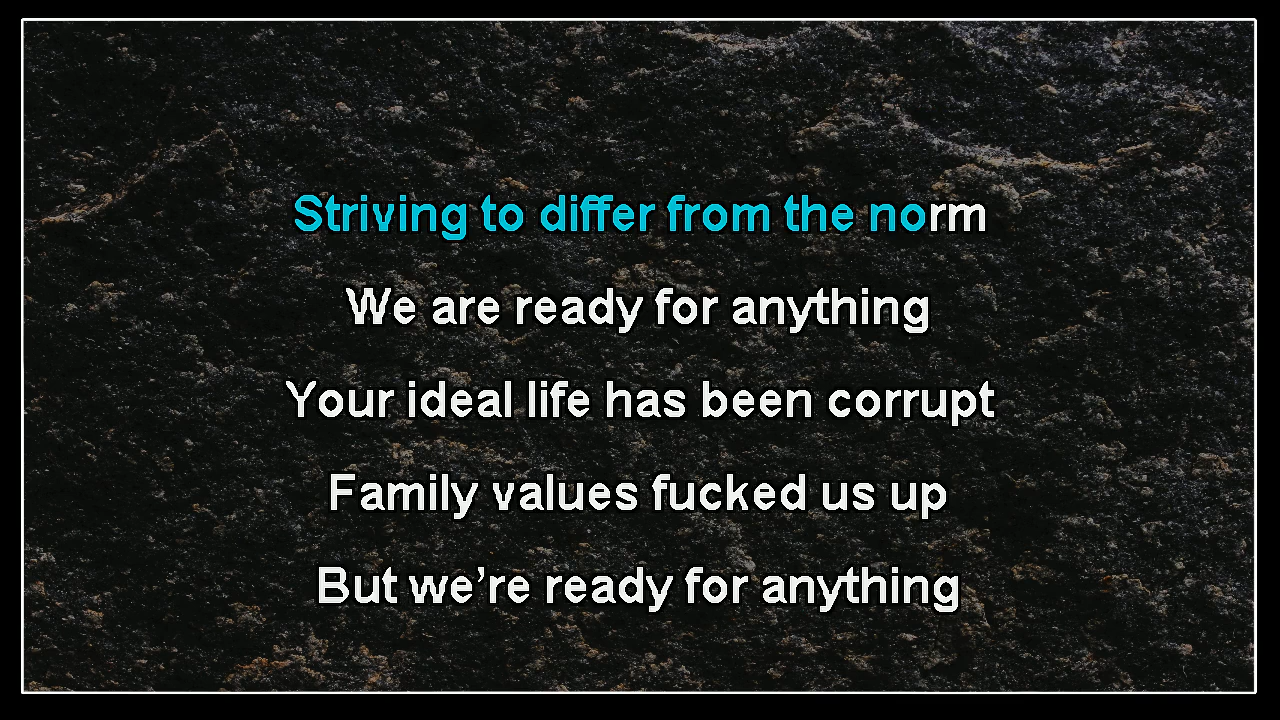 Striving to differ from the norm
We are ready for anything
Your ideal life has been corrupt
Family values fucked us up
But we’re ready for anything